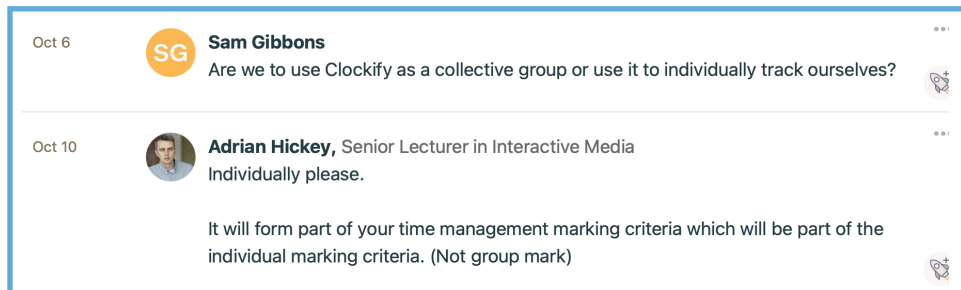 Oct 6
SG
Sam Gibbons
Are we to use Clockify as a collective group or use it to individually track ourselves?
Oct 10
Adrian Hickey, Senior Lecturer in Interactive Media
Individually please.
It will form part of your time management marking criteria which will be part of the
individual marking criteria. (Not group mark)